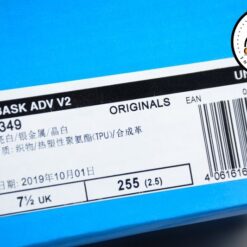 BASK ADV V2
UN
349
ORIGINALS
EAN
亮白/银金属/晶白
质: 织物/热塑性聚氨酯(TPU)/合成革
日期: 2019年10月01日
7½ UK
255 (2.5)
4 061616